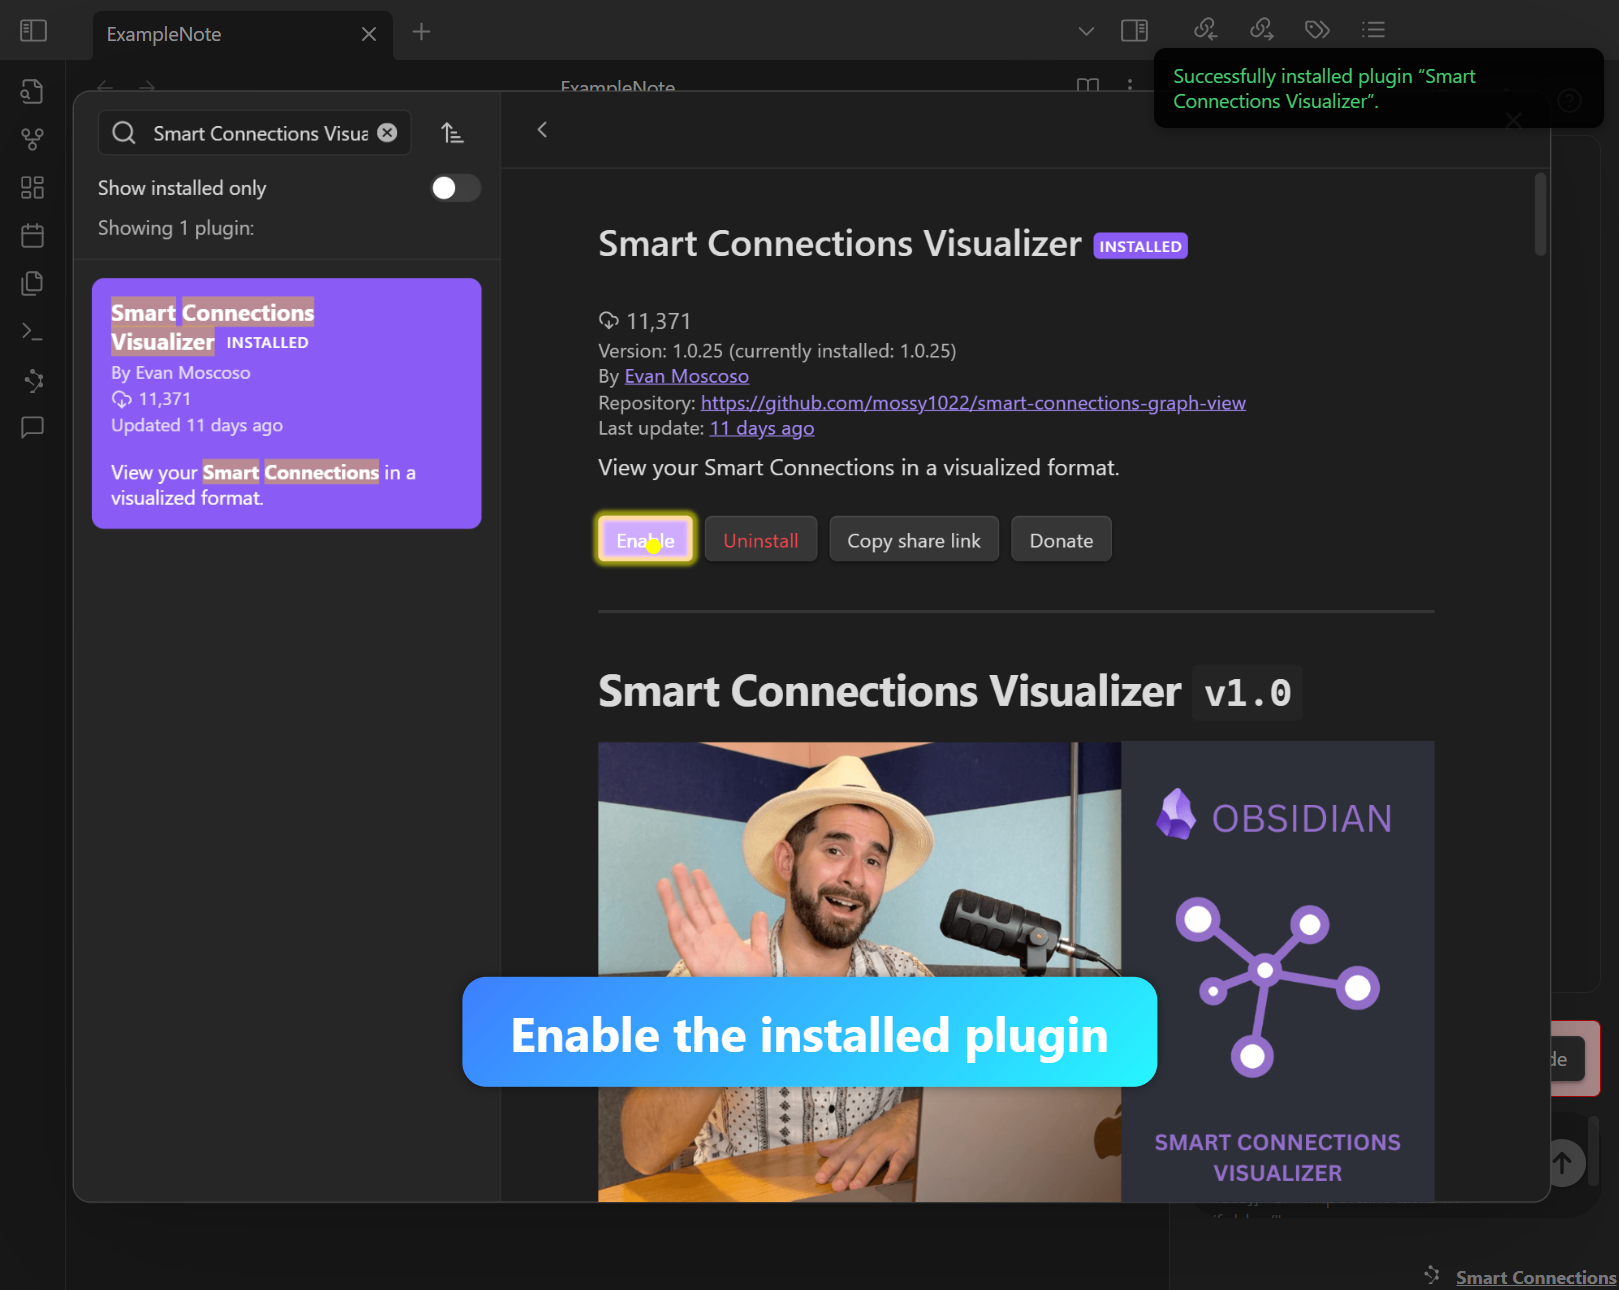 ExampleNote
ExampleNote
Successfully installed plugin “Smart
Connections Visualizer”.
Smart Connections Visua
Show installed only
Showing 1 plugin:
Smart Connections
Visualizer INSTALLED
By Evan Moscoso
11,371
Updated 11 days ago
View your Smart Connections in a
visualized format.
Smart Connections Visualizer INSTALLED
11,371
Version: 1.0.25 (currently installed: 1.0.25)
By Evan Moscoso
Repository: https://github.com/mossy1022/smart-connections-graph-view
Last update: 11 days ago
View your Smart Connections in a visualized format.
Enable
Uninstall
Copy share link
Donate
Smart Connections Visualizer v1.0
OBSIDIAN
SMART CONNECTIONS
VISUALIZER
Enable the installed plugin
de
Smart Connections